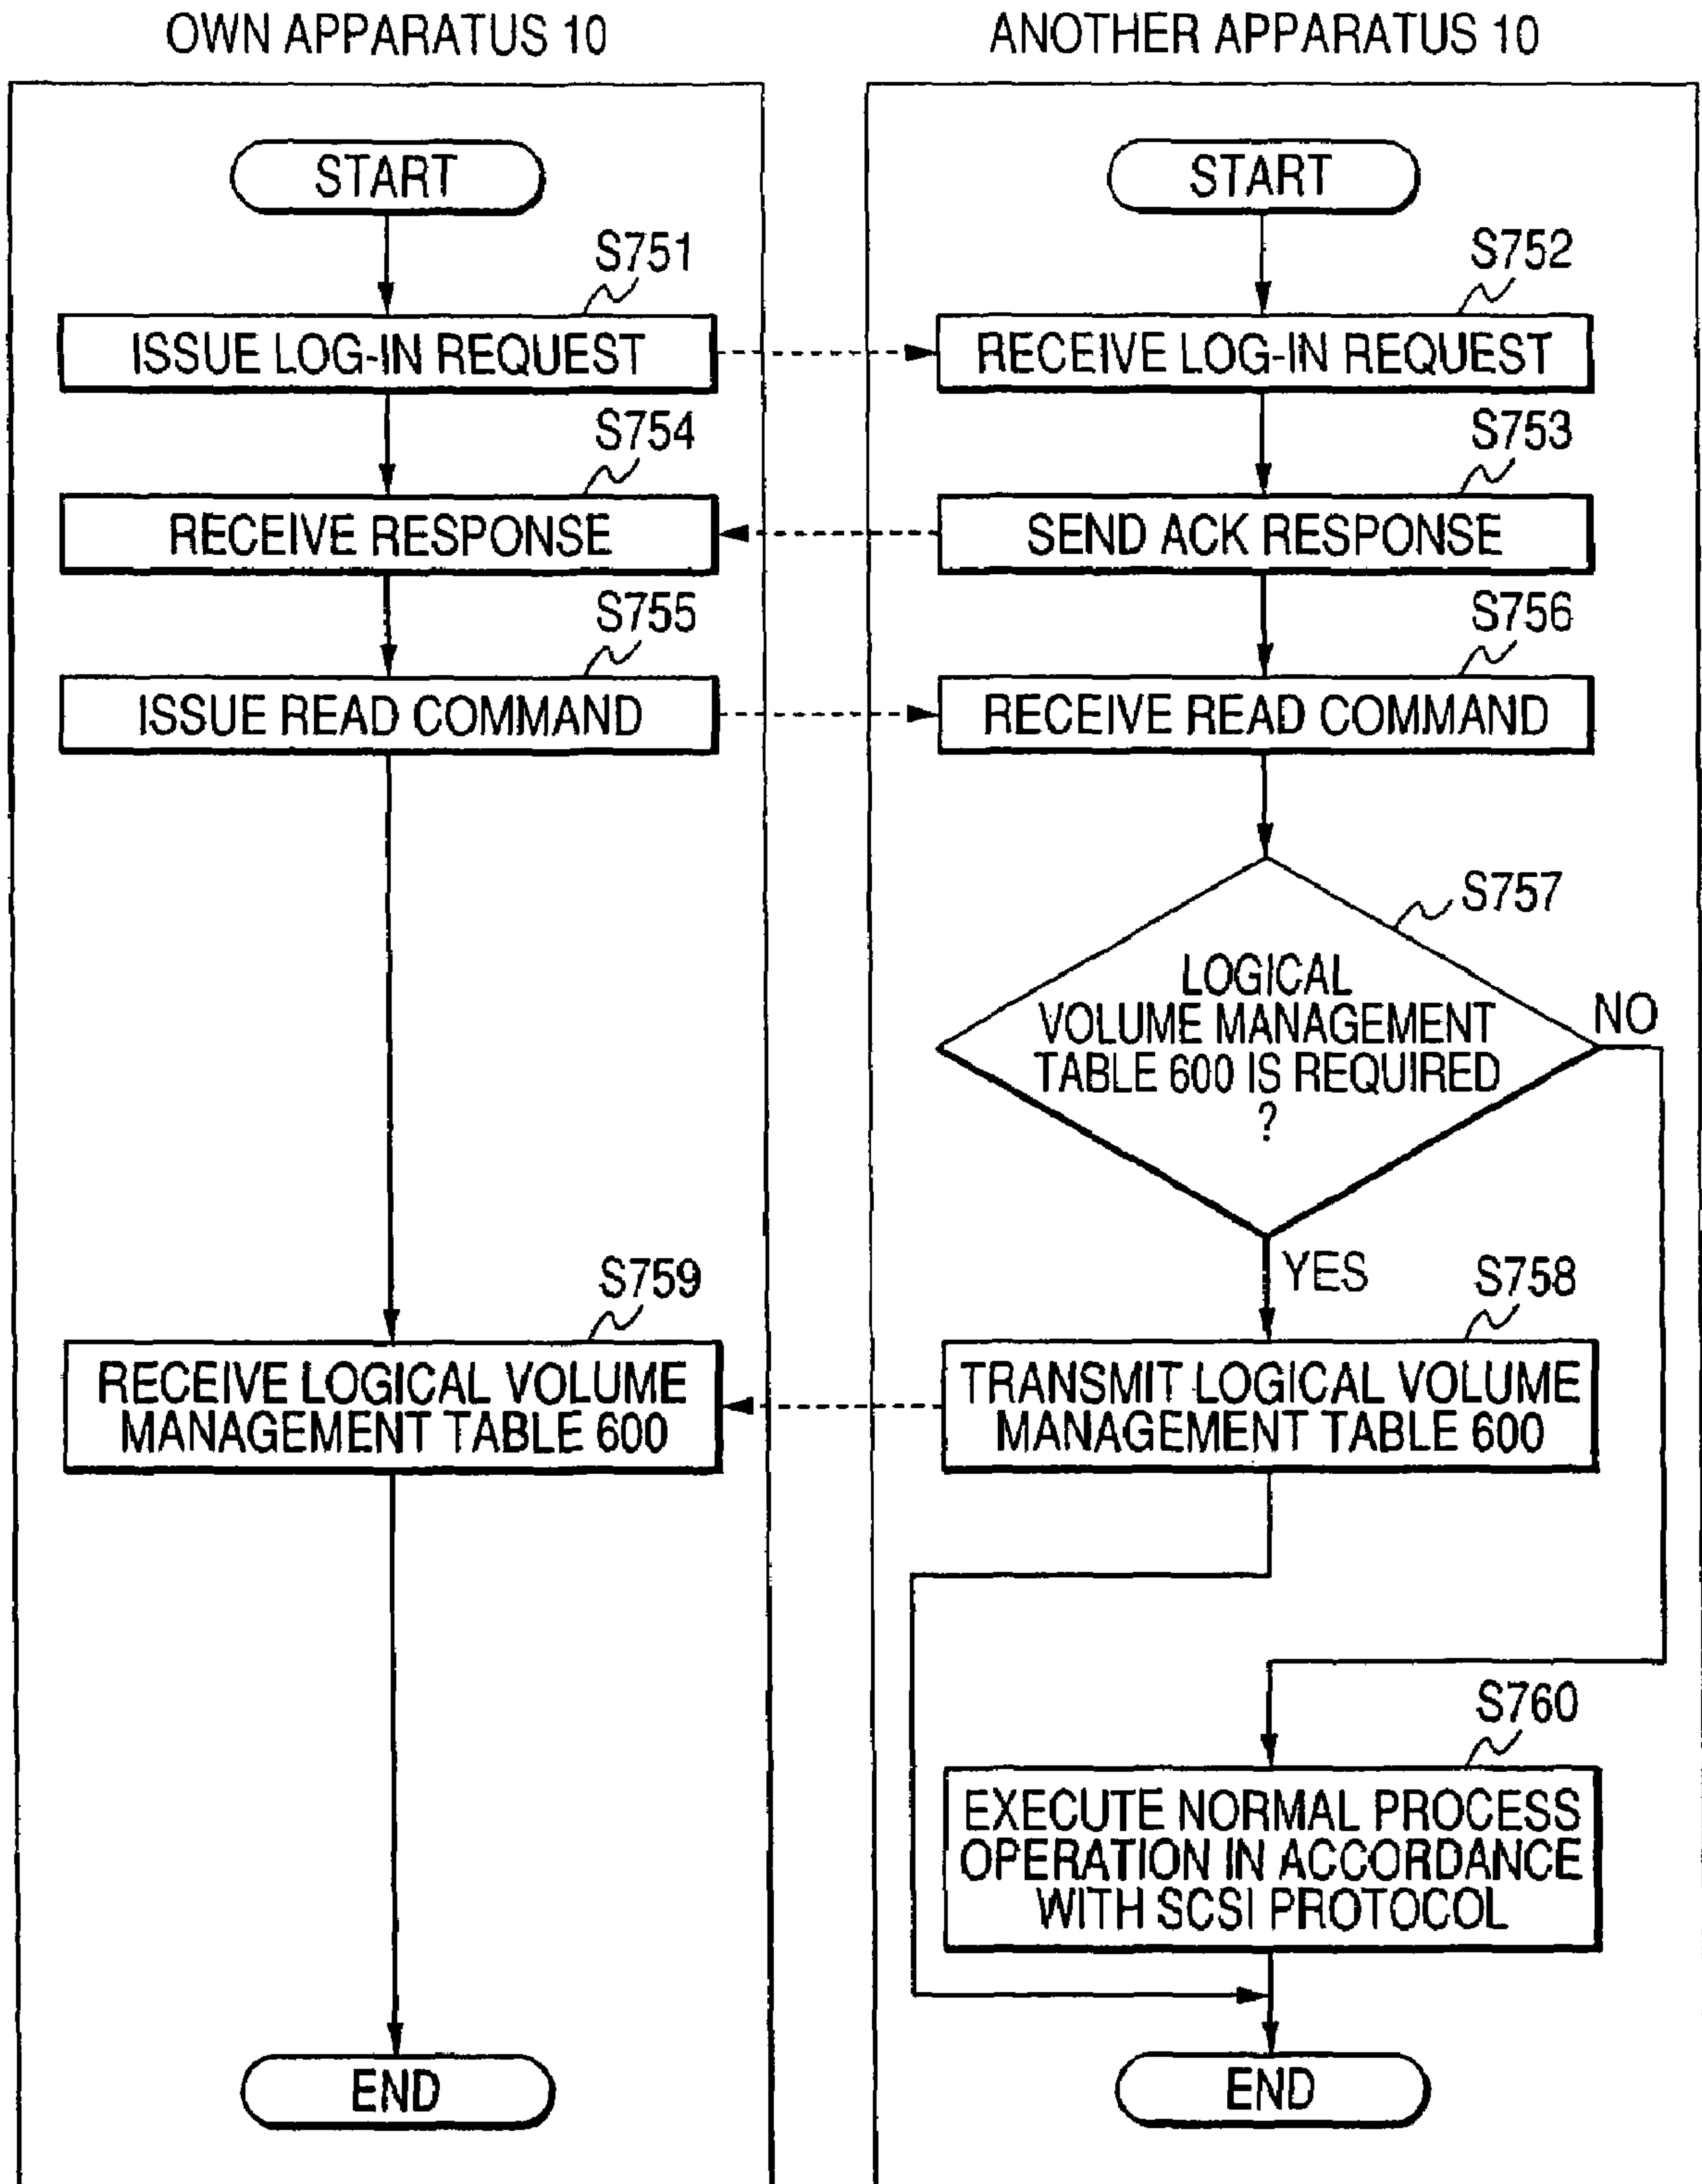 OWN APPARATUS 10
START
S751
ISSUE LOG-IN REQUEST
S754
RECEIVE RESPONSE
S755
ISSUE READ COMMAND
S759
RECEIVE LOGICAL VOLUME
MANAGEMENT TABLE 600
END
ANOTHER APPARATUS 10
START
S752
RECEIVE LOG-IN REQUEST
S753
SEND ACK RESPONSE
S756
RECEIVE READ COMMAND
S757
LOGICAL
VOLUME MANAGEMENT
TABLE 600 IS REQUIRED
?
NO
YES
S758
TRANSMIT LOGICAL VOLUME
MANAGEMENT TABLE 600
S760
EXECUTE NORMAL PROCESS
OPERATION IN ACCORDANCE
WITH SCSI PROTOCOL
END